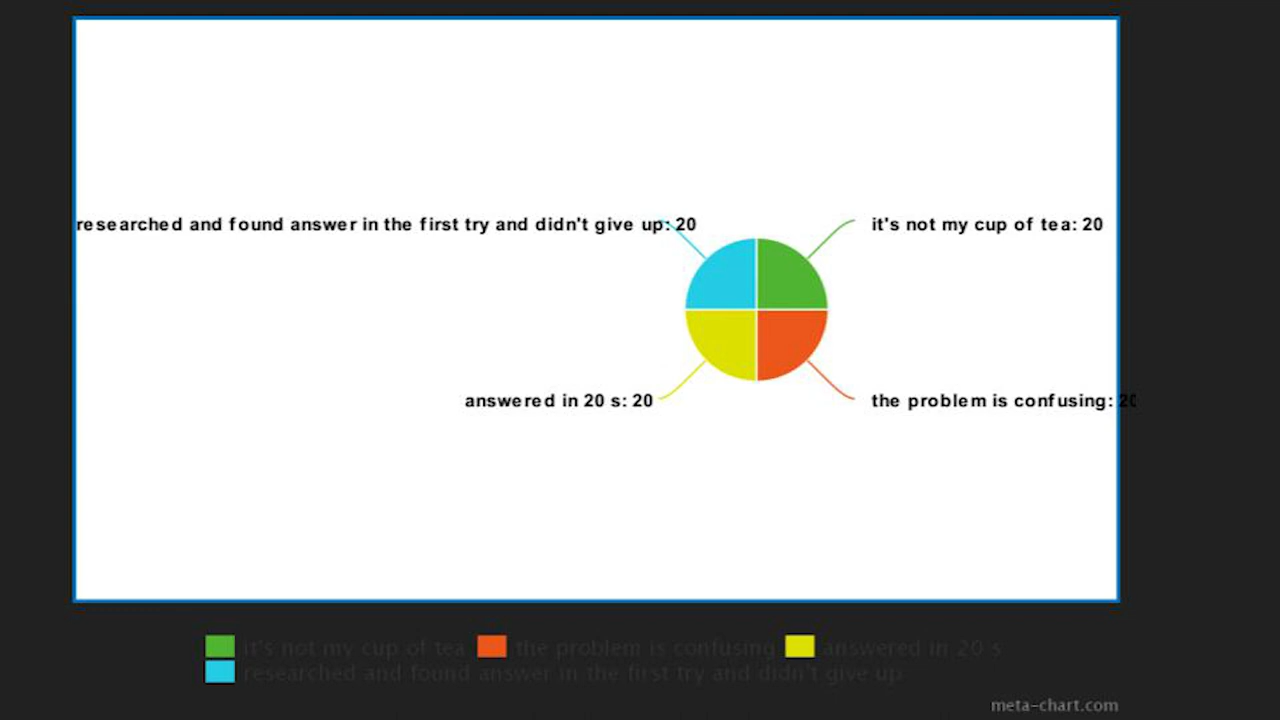 researched and found answer in the first try and didn't give up: 20
it's not my cup of tea: 20
answered in 20 s: 20
the problem is confusing: 20
it's not my cup of tea
the problem is confusing
answered in 20 s
researched and found answer in the first try and didn't give up
meta-chart.com